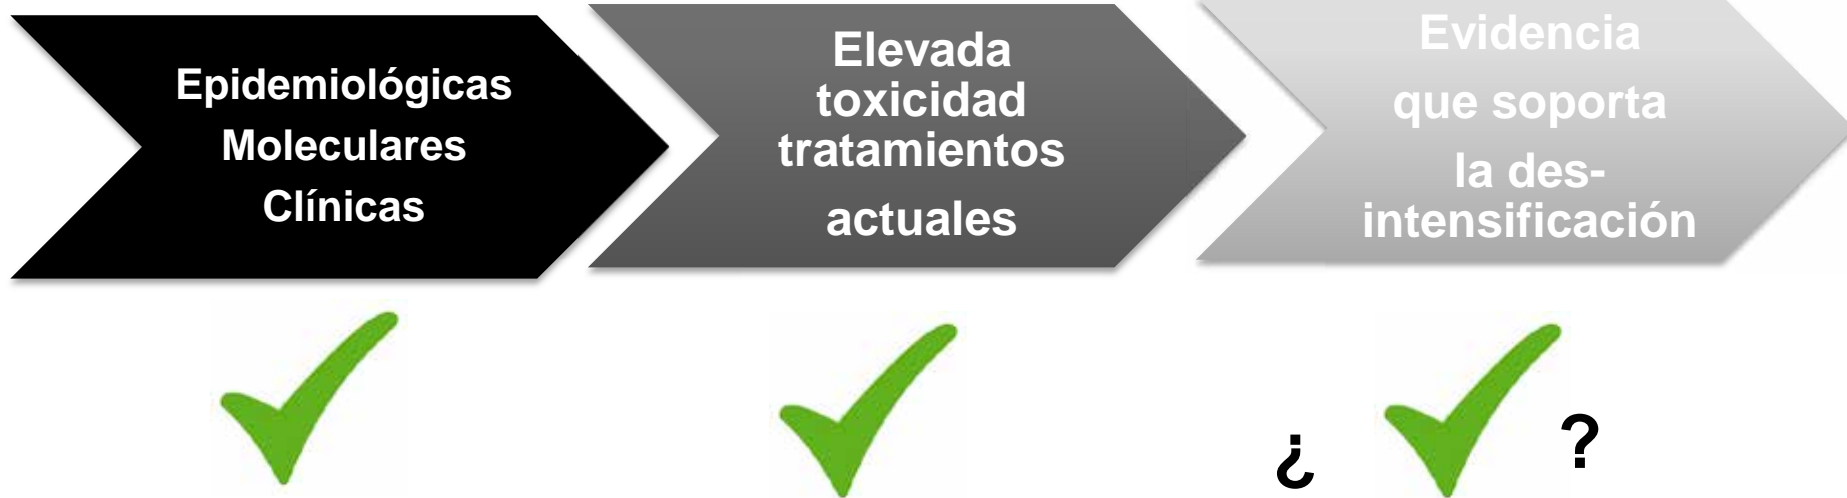 Epidemiológicas
Moleculares
Clínicas
Elevada
toxicidad
tratamientos
actuales
Evidencia
que soporta
la des-
intensificación
¿ ?